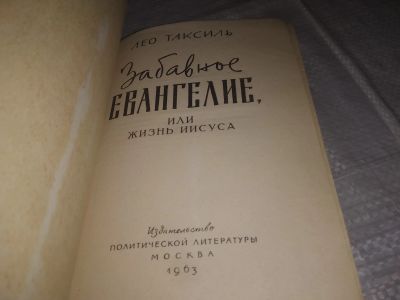 ЛЕО ТАКСИЛЬ
Забавное
ЕВАНГЕЛИЕ,
ИЛИ
ЖИЗНЬ ИИСУСА
Издательство
ПОЛИТИЧЕСКОЙ ЛИТЕРАТУРЫ
МОСКВА
1963